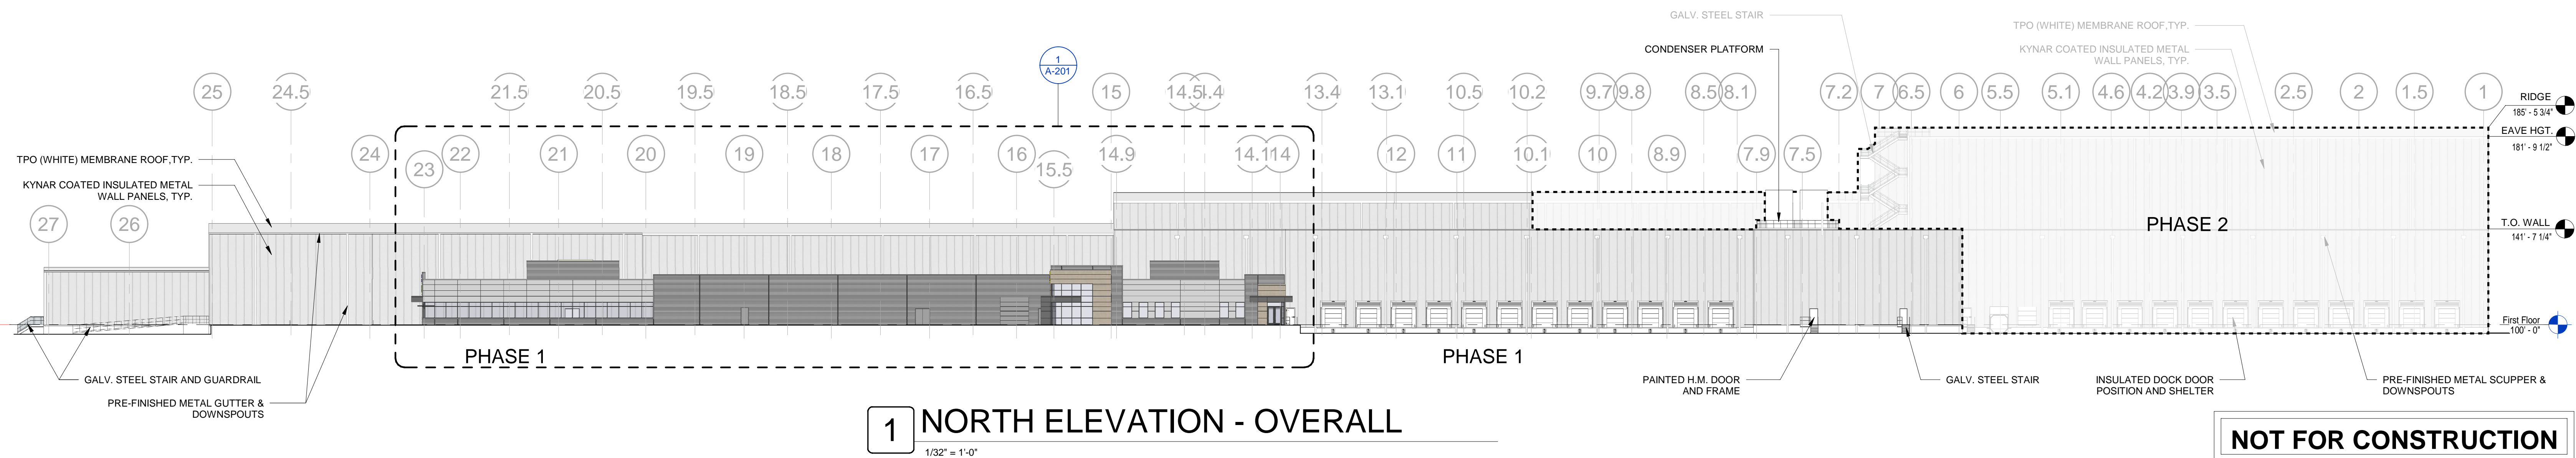 GALV. STEEL STAIR
TPO (WHITE) MEMBRANE ROOF,TYP.
CONDENSER PLATFORM
KYNAR COATED INSULATED METAL
WALL PANELS, TYP.
1
A-201
25
24.5
21.5
20.5
19.5
18.5
17.5
16.5
15
14.5
13.4
13.1
10.5
10.2
9.7
9.8
8.5
8.1
7.2
7
6.5
6
5.5
5.1
4.6
4.2
3.9
3.5
2.5
2
1.5
1
RIDGE
185' - 5 3/4"
EAVE HGT.
181' - 9 1/2"
TPO (WHITE) MEMBRANE ROOF,TYP.
KYNAR COATED INSULATED METAL
WALL PANELS, TYP.
24
23
22
21
20
19
18
17
16
15.5
14.9
14.1
14
12
11
10.1
10
8.9
7.9
7.5
27
26
PHASE 2
T.O. WALL
141' - 7 1/4"
First Floor
100' - 0"
PHASE 1
PHASE 1
GALV. STEEL STAIR AND GUARDRAIL
PRE-FINISHED METAL GUTTER &
DOWNSPOUTS
PAINTED H.M. DOOR
AND FRAME
GALV. STEEL STAIR
INSULATED DOCK DOOR
POSITION AND SHELTER
PRE-FINISHED METAL SCUPPER &
DOWNSPOUTS
1
NORTH ELEVATION - OVERALL
1/32" = 1'-0"
NOT FOR CONSTRUCTION